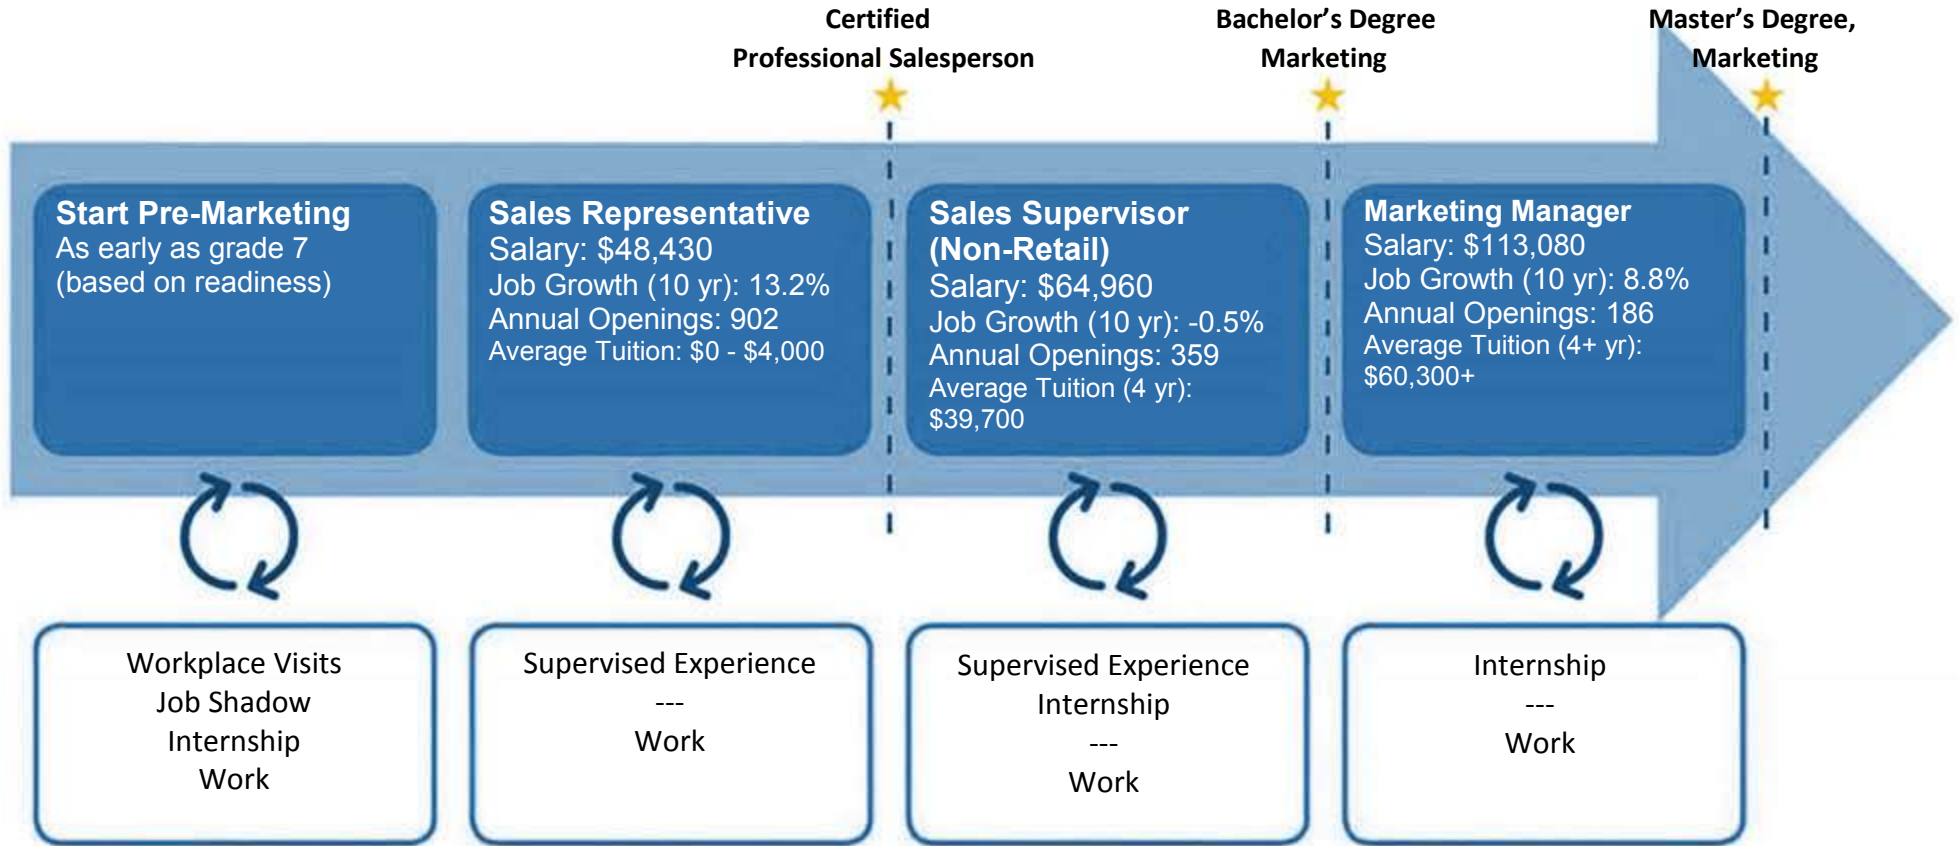 Certified
Professional Salesperson
Bachelor’s Degree
Marketing
Master’s Degree,
Marketing
Start Pre-Marketing
As early as grade 7
(based on readiness)
Sales Representative
Salary: $48,430
Job Growth (10 yr): 13.2%
Annual Openings: 902
Average Tuition: $0 - $4,000
Sales Supervisor
(Non-Retail)
Salary: $64,960
Job Growth (10 yr): -0.5%
Annual Openings: 359
Average Tuition (4 yr):
$39,700
Marketing Manager
Salary: $113,080
Job Growth (10 yr): 8.8%
Annual Openings: 186
Average Tuition (4+ yr):
$60,300+
Workplace Visits
Job Shadow
Internship
Work
Supervised Experience
---
Work
Supervised Experience
Internship
---
Work
Internship
---
Work